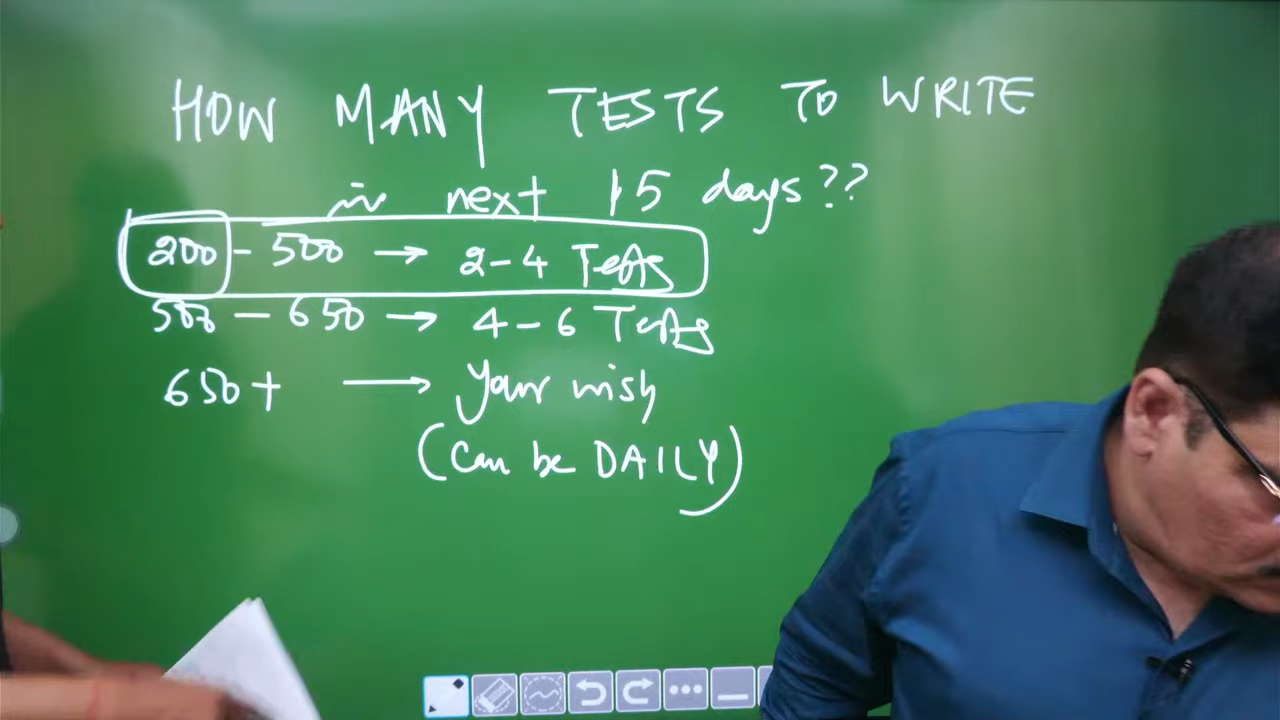 HOW MANY TESTS TO WRITE
in next 15 days??
200 - 500 → 2-4 Tests
500 - 650 → 4-6 Tests
650+ → Your wish
(Can be DAILY)